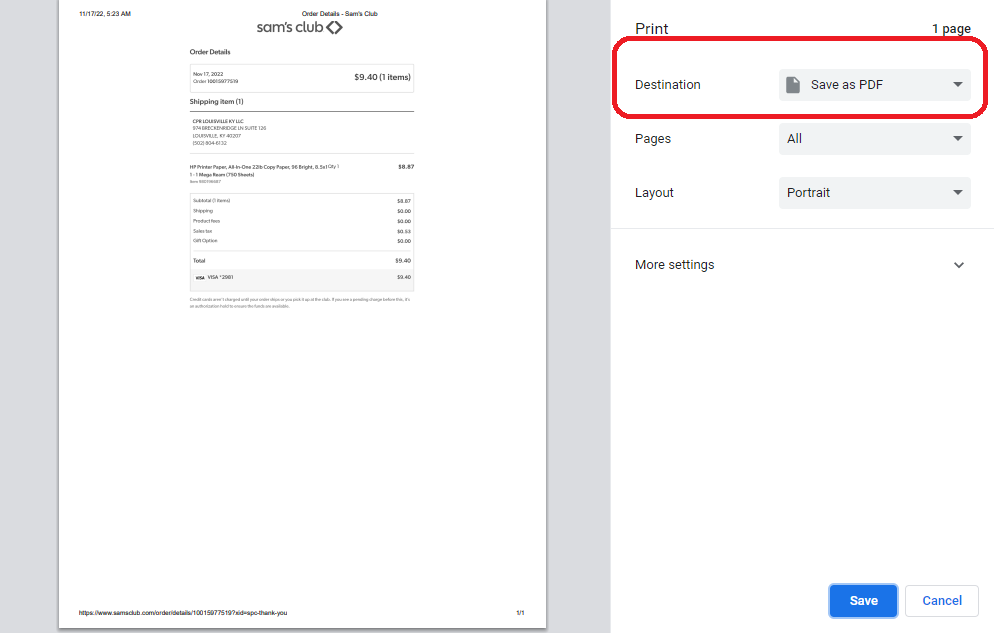 11/17/22, 5:23 AM Order Details - Sam's Club
sam's club
Order Details
Nov 17, 2022
Order 10015977519
$9.40 (1 items)
Shipping item (1)
CPR LOUISVILLE KY LLC
974 BRECKENRIDGE LN SUITE 126
LOUISVILLE, KY 40207
(502) 804-6132
HP Printer Paper, All-In-One 22lb Copy Paper, 96 Bright, 8.5x1 Qty 1 $8.87
1 - 1 Mega Ream (750 Sheets)
Item
Subtotal (1 items) $8.87
Shipping $0.00
Product fees $0.00
Sales tax $0.53
Gift Option $0.00
Total $9.40
VISA VISA *2981 $9.40
Credit cards aren't charged until your order ships or you pick it up at the club. If you see a pending charge before this, it's
an authorization hold to ensure the funds are available.
https://www.samsclub.com/order/details/10015977519?xid=spc-thank-you 1/1
Print 1 page
Destination Save as PDF
Pages All
Layout Portrait
More settings
Save Cancel